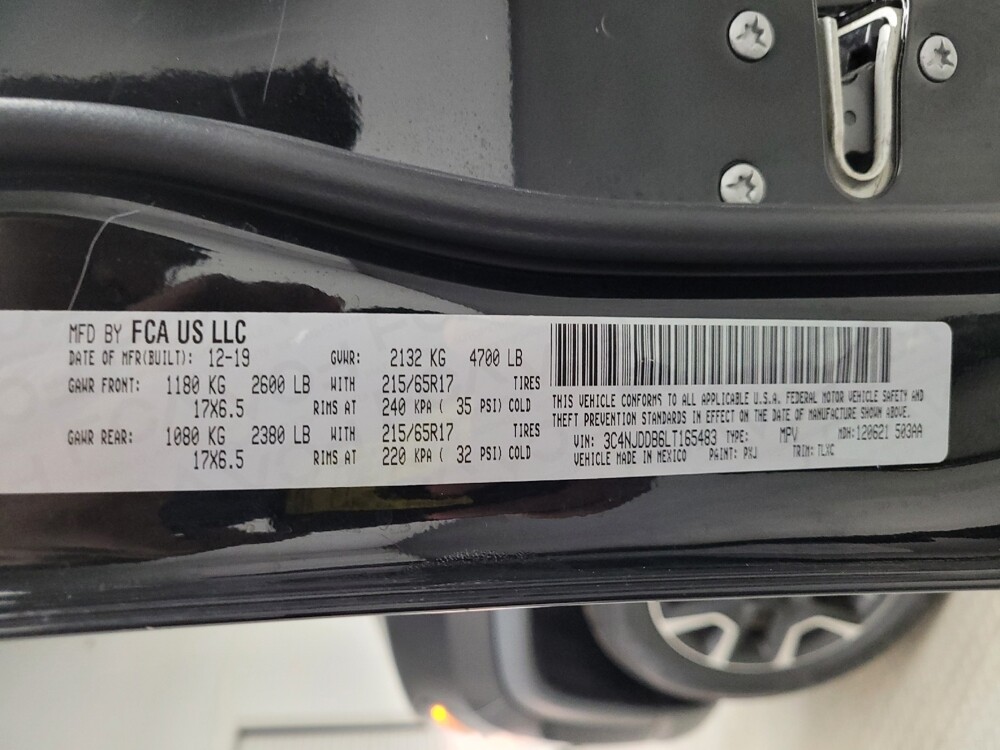 MFD BY FCA US LLC
DATE OF MFR(BUILT): 12-19 GVWR: 2132 KG 4700 LB
GAWR FRONT: 1180 KG 2600 LB WITH 215/65R17 TIRES
17X6.5 RIMS AT 240 KPA ( 35 PSI) COLD
GAWR REAR: 1080 KG 2380 LB WITH 215/65R17 TIRES
17X6.5 RIMS AT 220 KPA ( 32 PSI) COLD
THIS VEHICLE CONFORMS TO ALL APPLICABLE U.S.A. FEDERAL MOTOR VEHICLE SAFETY AND
THEFT PREVENTION STANDARDS IN EFFECT ON THE DATE OF MANUFACTURE SHOWN ABOVE.
VIN: 3C4NJDDB6LT165483 TYPE: MPV MDH:120621 503AA
VEHICLE MADE IN MEXICO PAINT: PXJ TRIM: TLXC